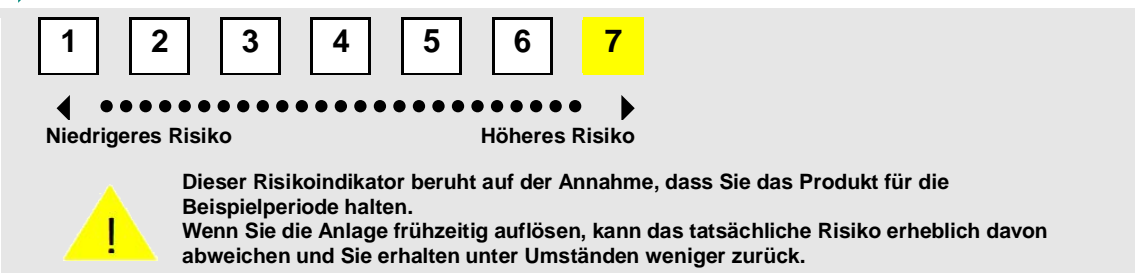 1 2 3 4 5 6 7
Niedrigeres Risiko Höheres Risiko
Dieser Risikoindikator beruht auf der Annahme, dass Sie das Produkt für die
Beispielperiode halten.
! Wenn Sie die Anlage frühzeitig auflösen, kann das tatsächliche Risiko erheblich davon
abweichen und Sie erhalten unter Umständen weniger zurück.